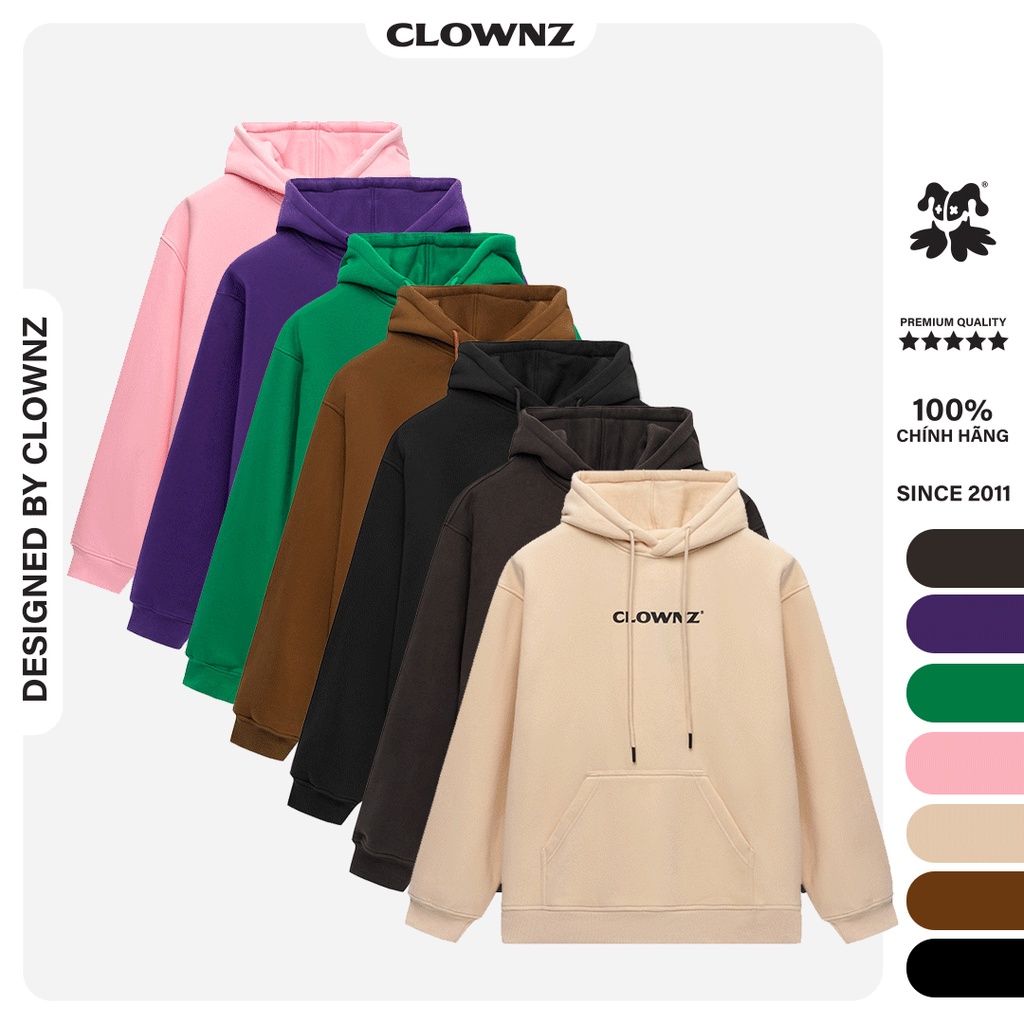 CLOWNZ
DESIGNED BY CLOWNZ
CLOWNZ®
®
PREMIUM QUALITY
100%
CHÍNH HÃNG
SINCE 2011